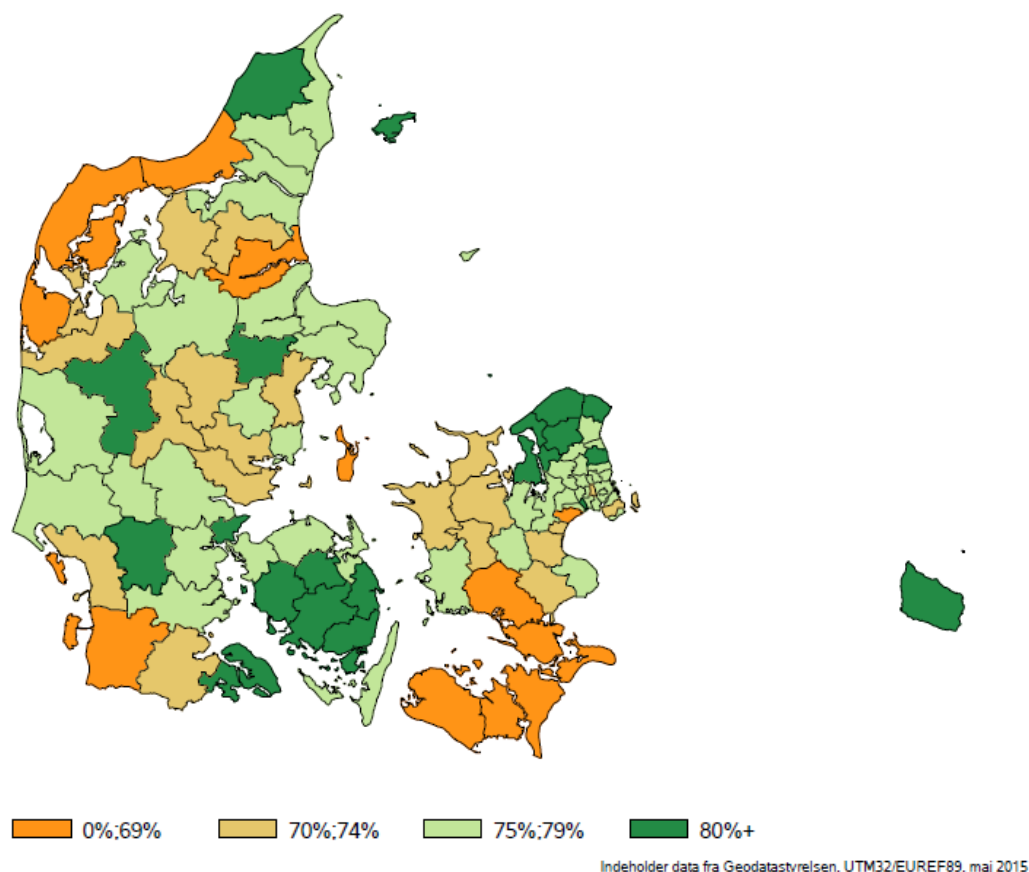 0%;69% 70%;74% 75%;79% 80%+
Indeholder data fra Geodatastyrelsen, UTM32/EUREF89, maj 2015